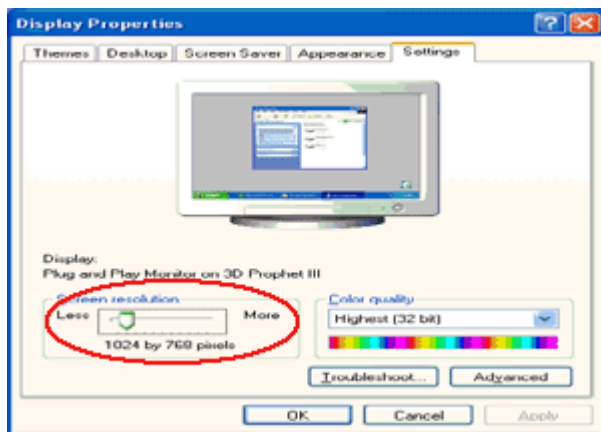 Display Properties
Themes Desktop Screen Saver Appearance Settings
Display:
Plug and Play Monitor on 3D Prophet III
Screen resolution
Less More
1024 by 768 pixels
Color quality
Highest (32 bit)
Troubleshoot... Advanced
OK Cancel Apply